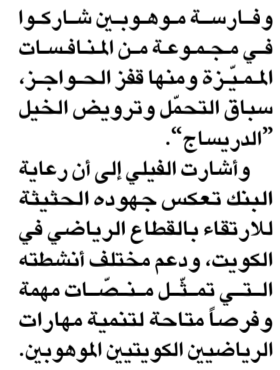 وفارسة موهوبين شاركوا
في مجموعة من المنافسات
المميّزة ومنها قفز الحواجز،
سباق التحمّل وترويض الخيل
”الدريساج“.
وأشارت الفيلي إلى أن رعاية
البنك تعكس جهوده الحثيثة
للارتقاء بالقطاع الرياضي في
الكويت، ودعم مختلف أنشطته
التي تمثّل منصّات مهمة
وفرصاً متاحة لتنمية مهارات
الرياضيين الكويتيين الموهوبين.